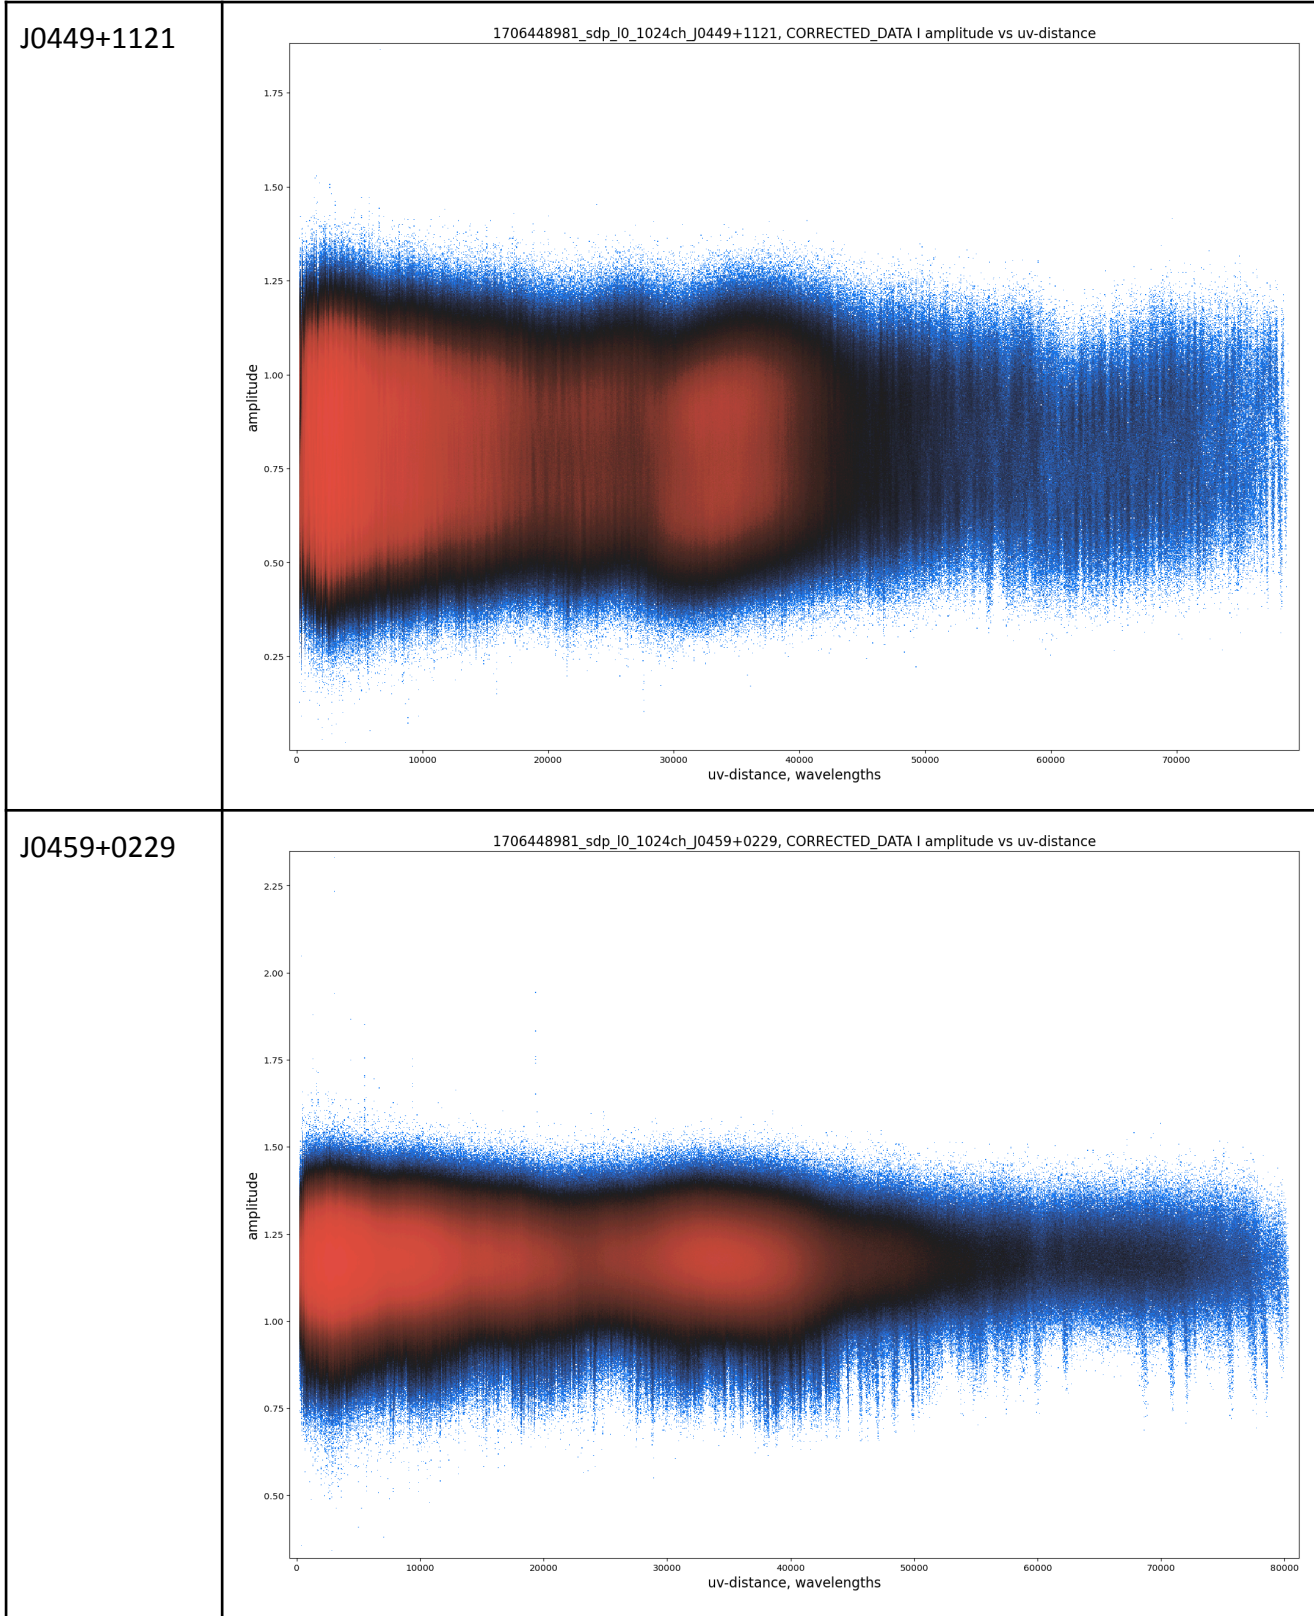 J0449+1121
1706448981_sdp_l0_1024ch_J0449+1121, CORRECTED_DATA I amplitude vs uv-distance
1.75
1.50
1.25
1.00
0.75
0.50
0.25
amplitude
0 10000 20000 30000 40000 50000 60000 70000
uv-distance, wavelengths
J0459+0229
1706448981_sdp_l0_1024ch_J0459+0229, CORRECTED_DATA I amplitude vs uv-distance
2.25
2.00
1.75
1.50
1.25
1.00
0.75
0.50
amplitude
0 10000 20000 30000 40000 50000 60000 70000 80000
uv-distance, wavelengths